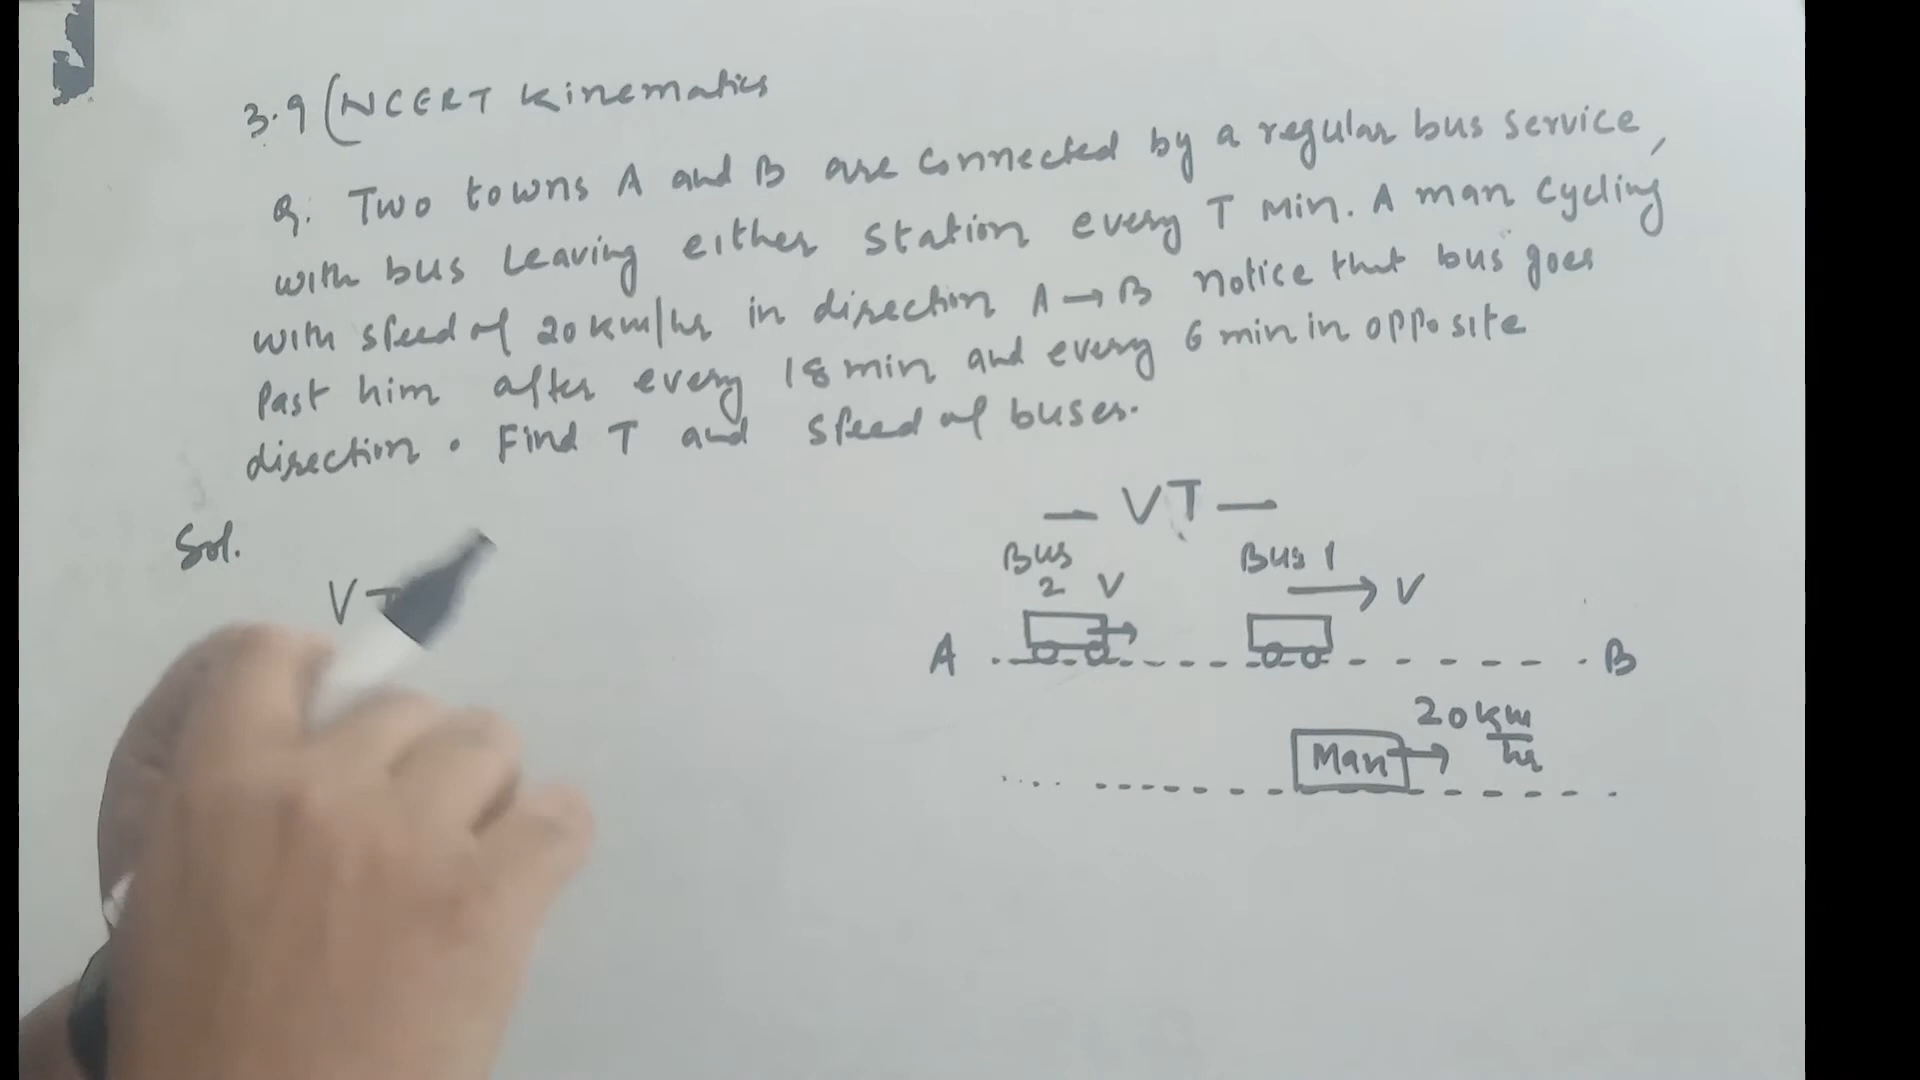 3.9 (NCERT Kinematics
Q. Two towns A and B are connected by a regular bus service,
with bus leaving either station every T min. A man cycling
with speed of 20 km/hr in direction A → B notice that bus goes
past him after every 18 min and every 6 min in opposite
direction. Find T and speed of buses.
— VT —
Sol.
Bus 2 V
Bus 1 → V
V
A
B
20 km/hr
Man